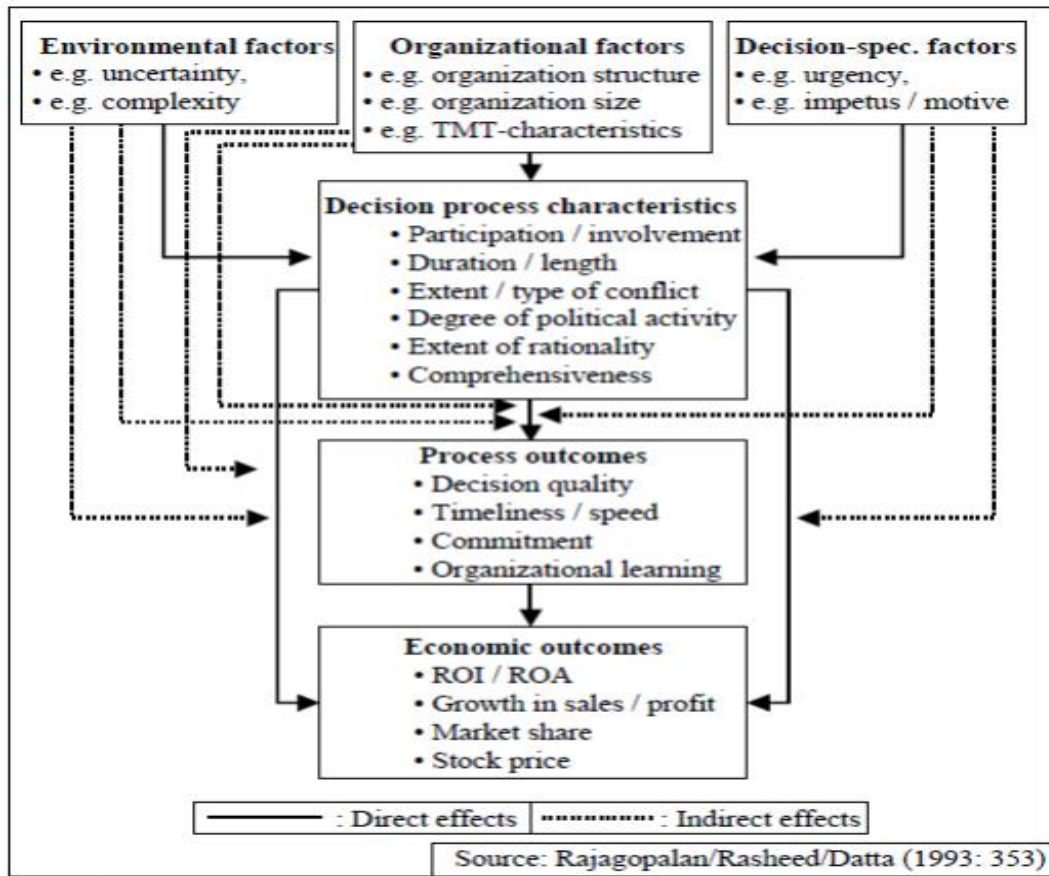 Environmental factors
• e.g. uncertainty,
• e.g. complexity
Organizational factors
• e.g. organization structure
• e.g. organization size
• e.g. TMT-characteristics
Decision-spec. factors
• e.g. urgency,
• e.g. impetus / motive
Decision process characteristics
• Participation / involvement
• Duration / length
• Extent / type of conflict
• Degree of political activity
• Extent of rationality
• Comprehensiveness
Process outcomes
• Decision quality
• Timeliness / speed
• Commitment
• Organizational learning
Economic outcomes
• ROI / ROA
• Growth in sales / profit
• Market share
• Stock price
: Direct effects
: Indirect effects
Source: Rajagopalan/Rasheed/Datta (1993: 353)